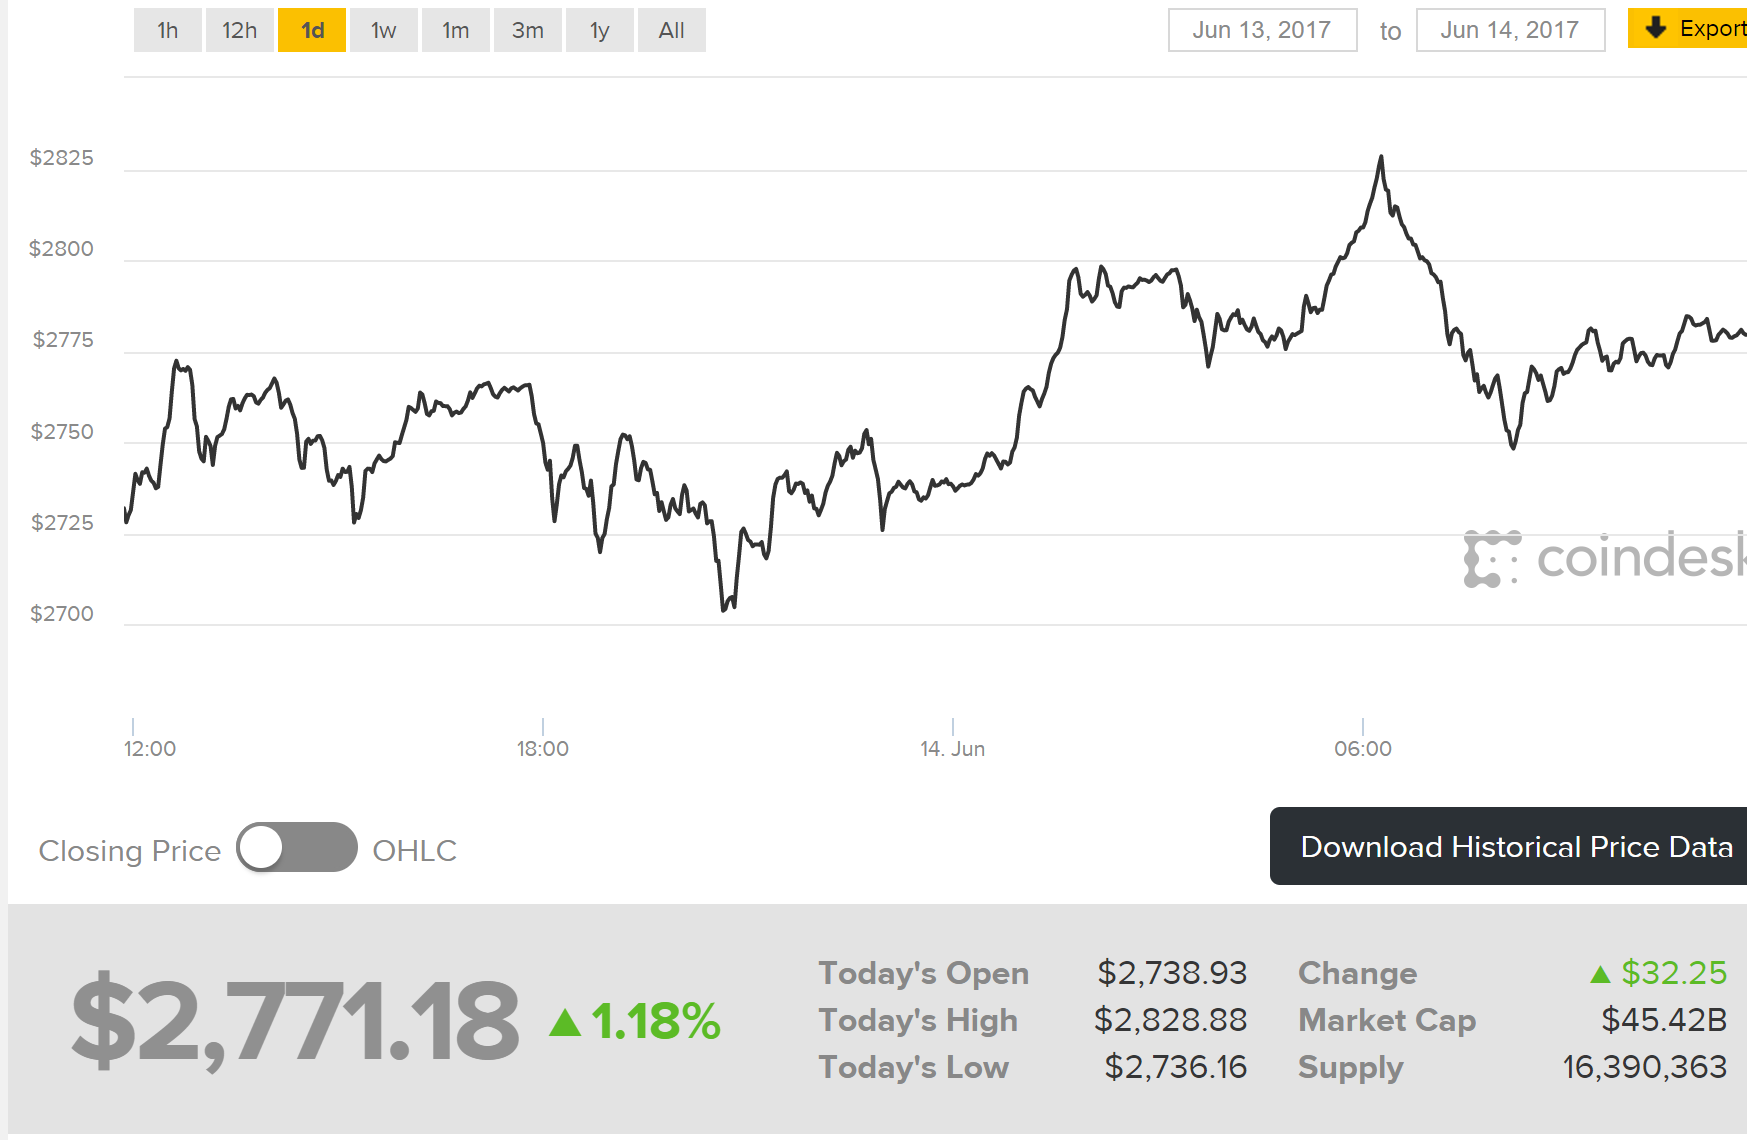 1h 12h 1d 1w 1m 3m 1y All Jun 13, 2017 to Jun 14, 2017 Export
$2825
$2800
$2775
$2750
$2725
$2700
coindesk
12:00 18:00 14. Jun 06:00
Closing Price OHLC Download Historical Price Data
$2,771.18 1.18%
Today's Open $2,738.93 Change $32.25
Today's High $2,828.88 Market Cap $45.42B
Today's Low $2,736.16 Supply 16,390,363